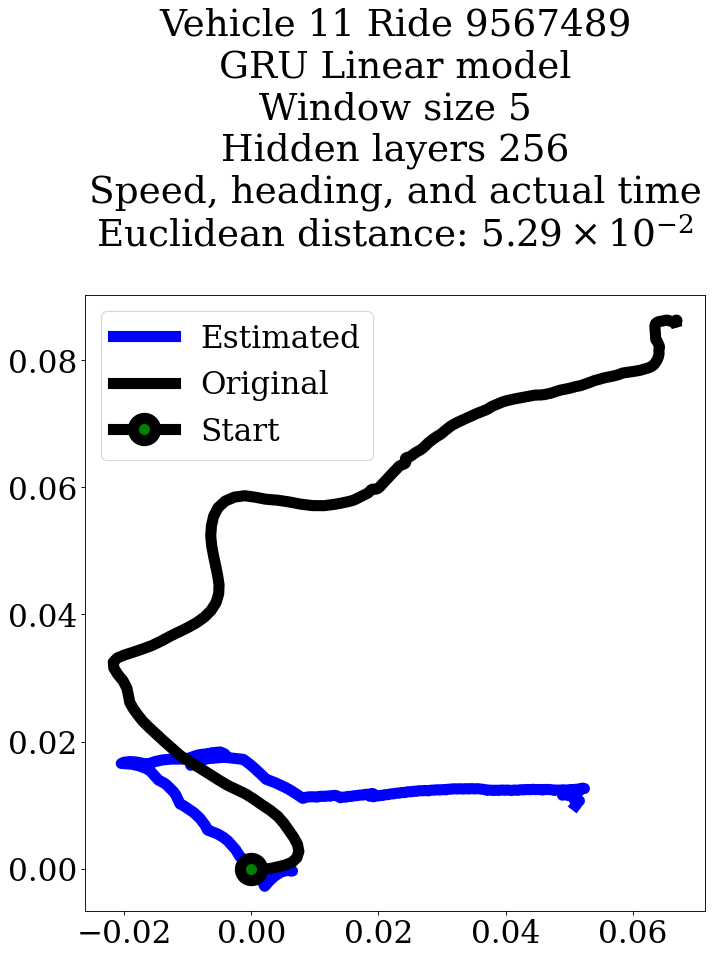 Vehicle 11 Ride 9567489
GRU Linear model
Window size 5
Hidden layers 256
Speed, heading, and actual time
Euclidean distance: 5.29 × 10⁻²
Estimated
Original
Start
0.08
0.06
0.04
0.02
0.00
−0.02 0.00 0.02 0.04 0.06